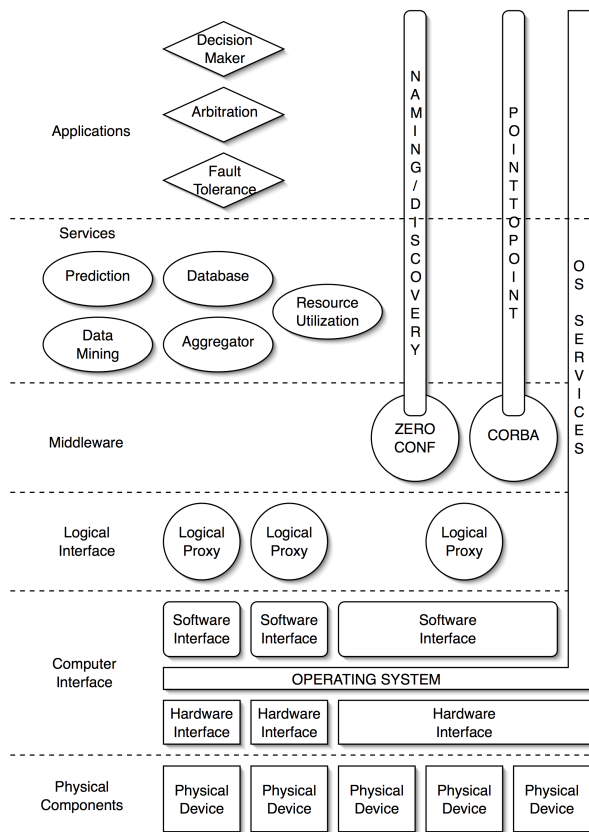 Decision
Maker
Arbitration
Applications
Fault
Tolerance
NAMING/DISCOVERY
POINTTOPOINT
OS SERVICES
Services
Prediction
Database
Resource
Utilization
Data
Mining
Aggregator
Middleware
ZERO
CONF
CORBA
Logical
Interface
Logical
Proxy
Logical
Proxy
Logical
Proxy
Computer
Interface
Software
Interface
Software
Interface
Software
Interface
OPERATING SYSTEM
Hardware
Interface
Hardware
Interface
Hardware
Interface
Physical
Components
Physical
Device
Physical
Device
Physical
Device
Physical
Device
Physical
Device